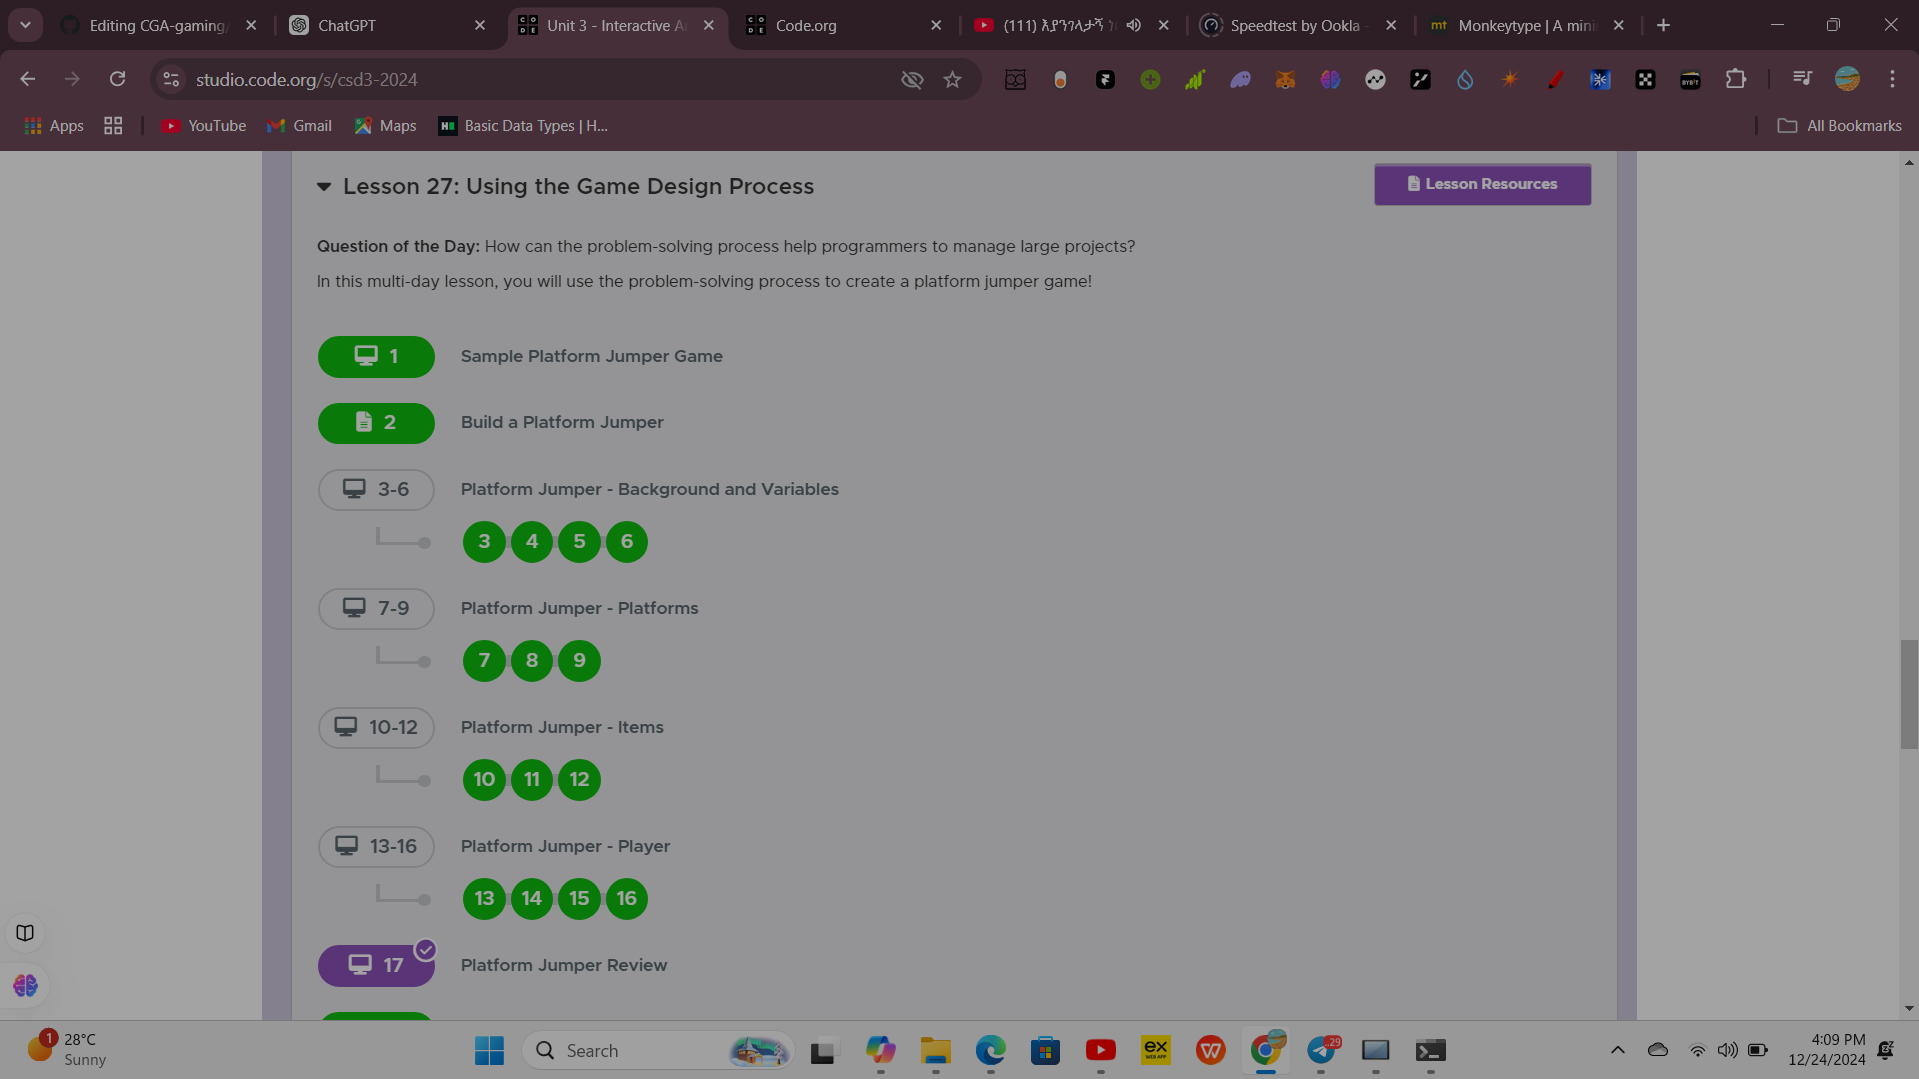 Editing CGA-gaming/
ChatGPT
Unit 3 - Interactive A
Code.org
(111) እያንገላታኝ
Speedtest by Ookla
mt Monkeytype | A mini
studio.code.org/s/csd3-2024
Apps
YouTube
Gmail
Maps
Basic Data Types | H...
All Bookmarks
Lesson 27: Using the Game Design Process
Lesson Resources
Question of the Day: How can the problem-solving process help programmers to manage large projects?
In this multi-day lesson, you will use the problem-solving process to create a platform jumper game!
1 Sample Platform Jumper Game
2 Build a Platform Jumper
3-6 Platform Jumper - Background and Variables
3 4 5 6
7-9 Platform Jumper - Platforms
7 8 9
10-12 Platform Jumper - Items
10 11 12
13-16 Platform Jumper - Player
13 14 15 16
17 Platform Jumper Review
1
28°C
Sunny
Search
29
4:09 PM
12/24/2024